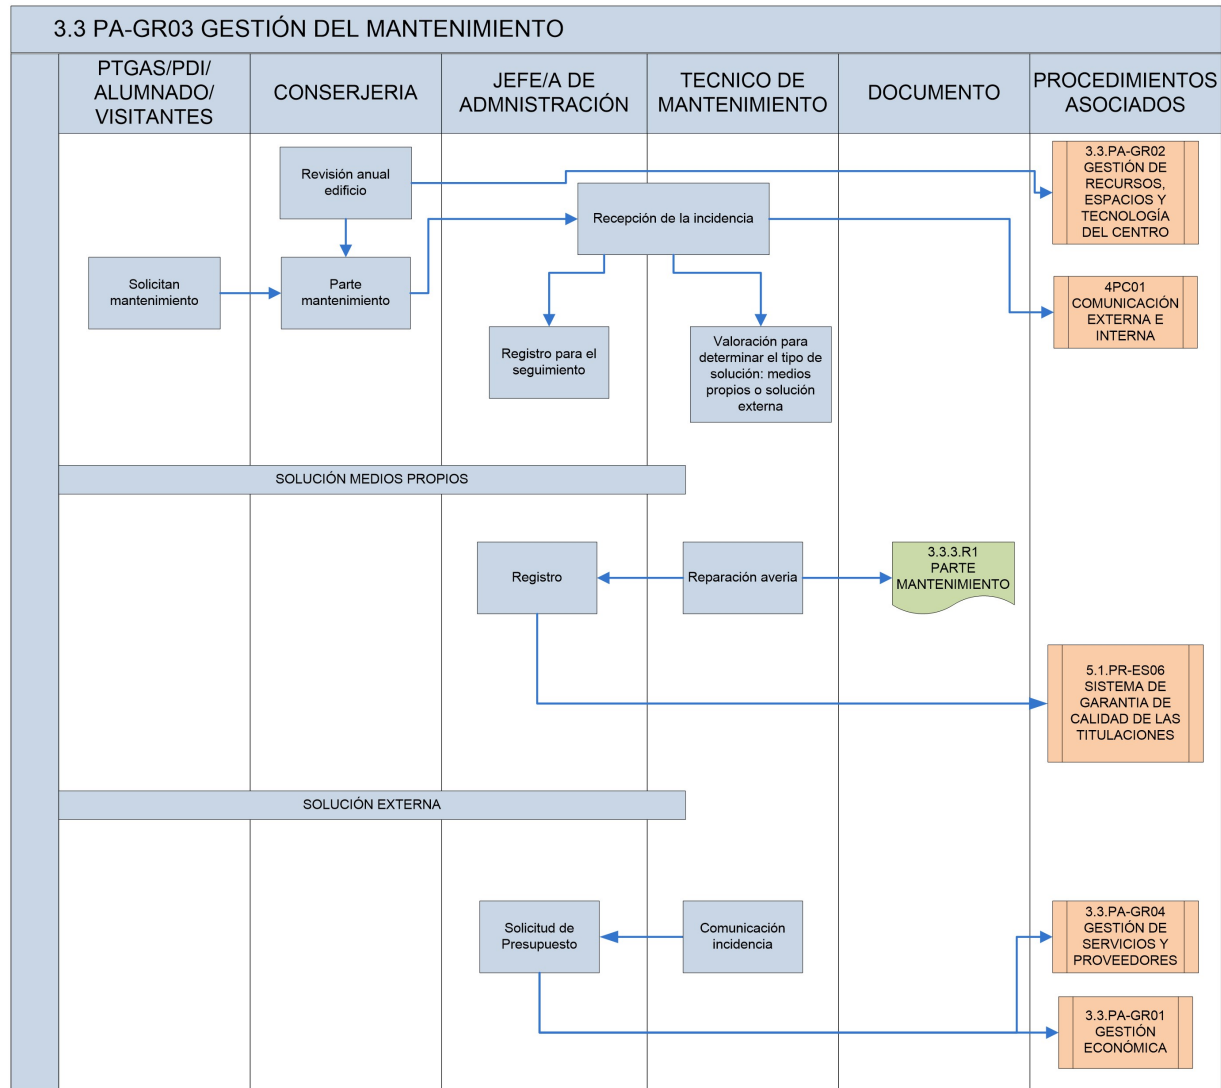 3.3 PA-GR03 GESTIÓN DEL MANTENIMIENTO
PTGAS/PDI/
ALUMNADO/
VISITANTES
CONSERJERIA
JEFE/A DE
ADMNISTRACIÓN
TECNICO DE
MANTENIMIENTO
DOCUMENTO
PROCEDIMIENTOS
ASOCIADOS
Revisión anual
edificio
3.3.PA-GR02
GESTIÓN DE
RECURSOS,
ESPACIOS Y
TECNOLOGÍA
DEL CENTRO
Recepción de la incidencia
Solicitan
mantenimiento
Parte
mantenimiento
4PC01
COMUNICACIÓN
EXTERNA E
INTERNA
Registro para el
seguimiento
Valoración para
determinar el tipo de
solución: medios
propios o solución
externa
SOLUCIÓN MEDIOS PROPIOS
Registro
Reparación averia
3.3.3.R1
PARTE
MANTENIMIENTO
5.1.PR-ES06
SISTEMA DE
GARANTIA DE
CALIDAD DE LAS
TITULACIONES
SOLUCIÓN EXTERNA
Solicitud de
Presupuesto
Comunicación
incidencia
3.3.PA-GR04
GESTIÓN DE
SERVICIOS Y
PROVEEDORES
3.3.PA-GR01
GESTIÓN
ECONÓMICA